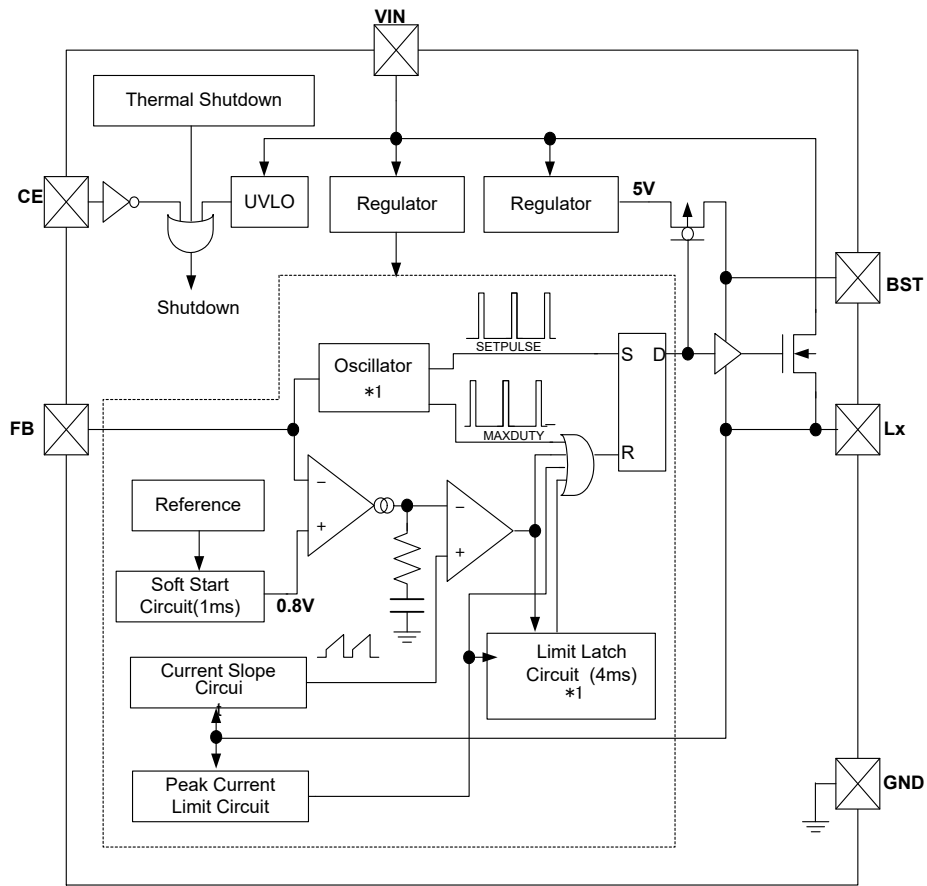 VIN
Thermal Shutdown
CE
UVLO
Regulator
Regulator
5V
Shutdown
BST
SETPULSE
Oscillator
*1
S D
MAXDUTY
FB
Lx
R
Reference
−
+
−
+
Soft Start
Circuit(1ms)
0.8V
Limit Latch
Circuit (4ms)
*1
Current Slope
Circui
t
Peak Current
Limit Circuit
GND